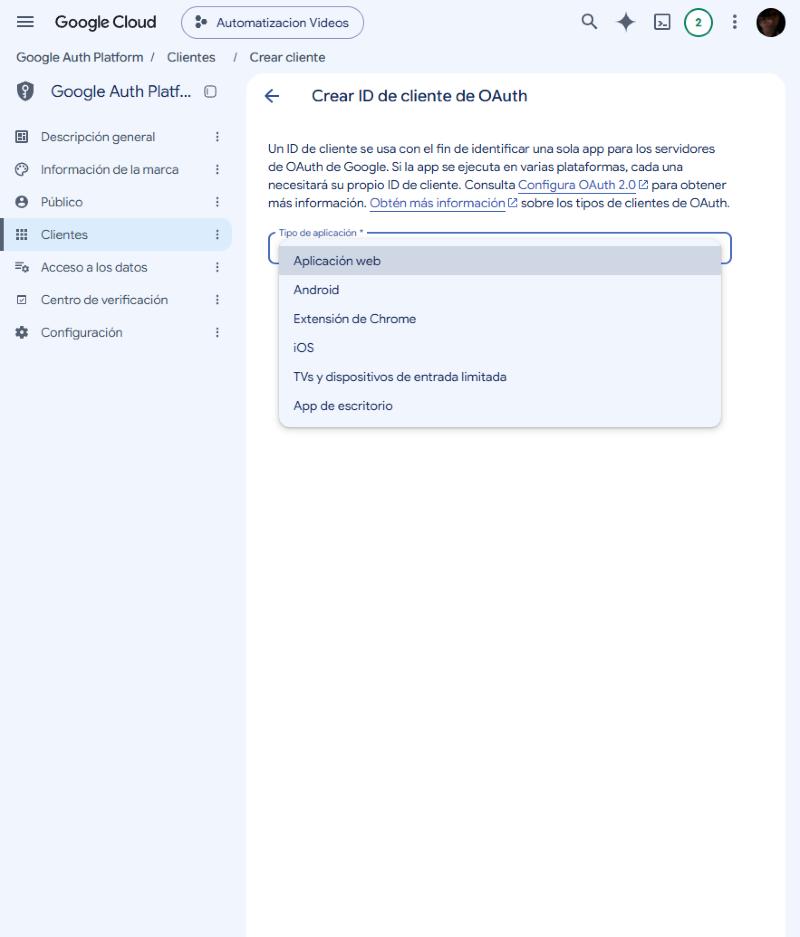 Google Cloud
Automatizacion Videos
2
Google Auth Platform / Clientes / Crear cliente
Google Auth Platf...
Descripción general
Información de la marca
Público
Clientes
Acceso a los datos
Centro de verificación
Configuración
Crear ID de cliente de OAuth
Un ID de cliente se usa con el fin de identificar una sola app para los servidores
de OAuth de Google. Si la app se ejecuta en varias plataformas, cada una
necesitará su propio ID de cliente. Consulta Configura OAuth 2.0 para obtener
más información. Obtén más información sobre los tipos de clientes de OAuth.
Tipo de aplicación *
Aplicación web
Android
Extensión de Chrome
iOS
TVs y dispositivos de entrada limitada
App de escritorio